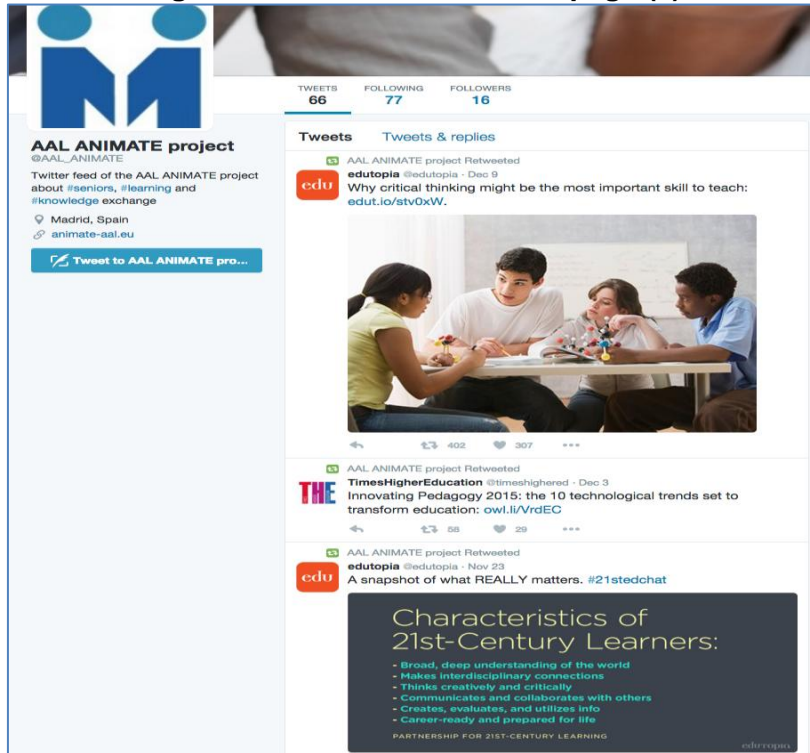 TWEETS FOLLOWING FOLLOWERS
66 77 16
AAL ANIMATE project
@AAL_ANIMATE
Twitter feed of the AAL ANIMATE project
about #seniors, #learning and
#knowledge exchange
Madrid, Spain
animate-aal.eu
Tweet to AAL ANIMATE pro...
Tweets Tweets & replies
AAL ANIMATE project Retweeted
edu
edutopia @edutopia · Dec 9
Why critical thinking might be the most important skill to teach:
edut.io/stv0xW.
402 307
AAL ANIMATE project Retweeted
THE
TimesHigherEducation @timeshighered · Dec 3
Innovating Pedagogy 2015: the 10 technological trends set to
transform education: owl.li/VrdEC
58 29
AAL ANIMATE project Retweeted
edu
edutopia @edutopia · Nov 23
A snapshot of what REALLY matters. #21stedchat
Characteristics of
21st-Century Learners:
- Broad, deep understanding of the world
- Makes interdisciplinary connections
- Thinks creatively and critically
- Communicates and collaborates with others
- Creates, evaluates, and utilizes info
- Career-ready and prepared for life
PARTNERSHIP FOR 21ST-CENTURY LEARNING
edutopia